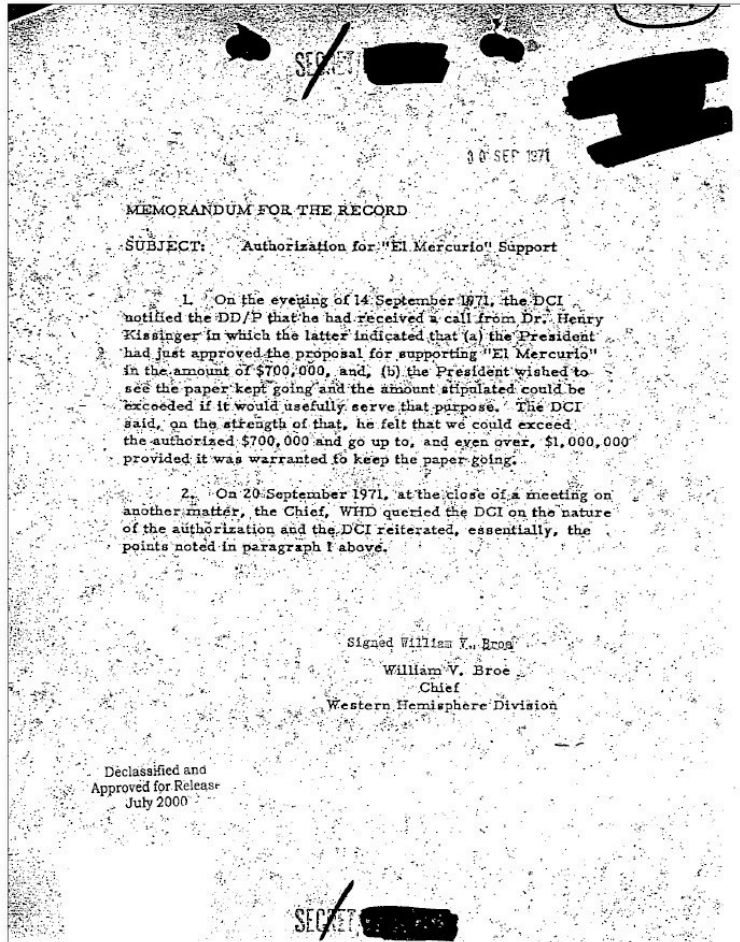 SECRET
30 SEP 1971
MEMORANDUM FOR THE RECORD
SUBJECT: Authorization for "El Mercurio" Support
1. On the evening of 14 September 1971, the DCI
notified the DD/P that he had received a call from Dr. Henry
Kissinger in which the latter indicated that (a) the President
had just approved the proposal for supporting "El Mercurio"
in the amount of $700,000, and, (b) the President wished to
see the paper kept going and the amount stipulated could be
exceeded if it would usefully serve that purpose. The DCI
said, on the strength of that, he felt that we could exceed
the authorized $700,000 and go up to, and even over, $1,000,000
provided it was warranted to keep the paper going.
2. On 20 September 1971, at the close of a meeting on
another matter, the Chief, WHD queried the DCI on the nature
of the authorization and the DCI reiterated, essentially, the
points noted in paragraph 1 above.
Signed William V. Broe
William V. Broe
Chief
Western Hemisphere Division
Declassified and
Approved for Release
July 2000
SECRET